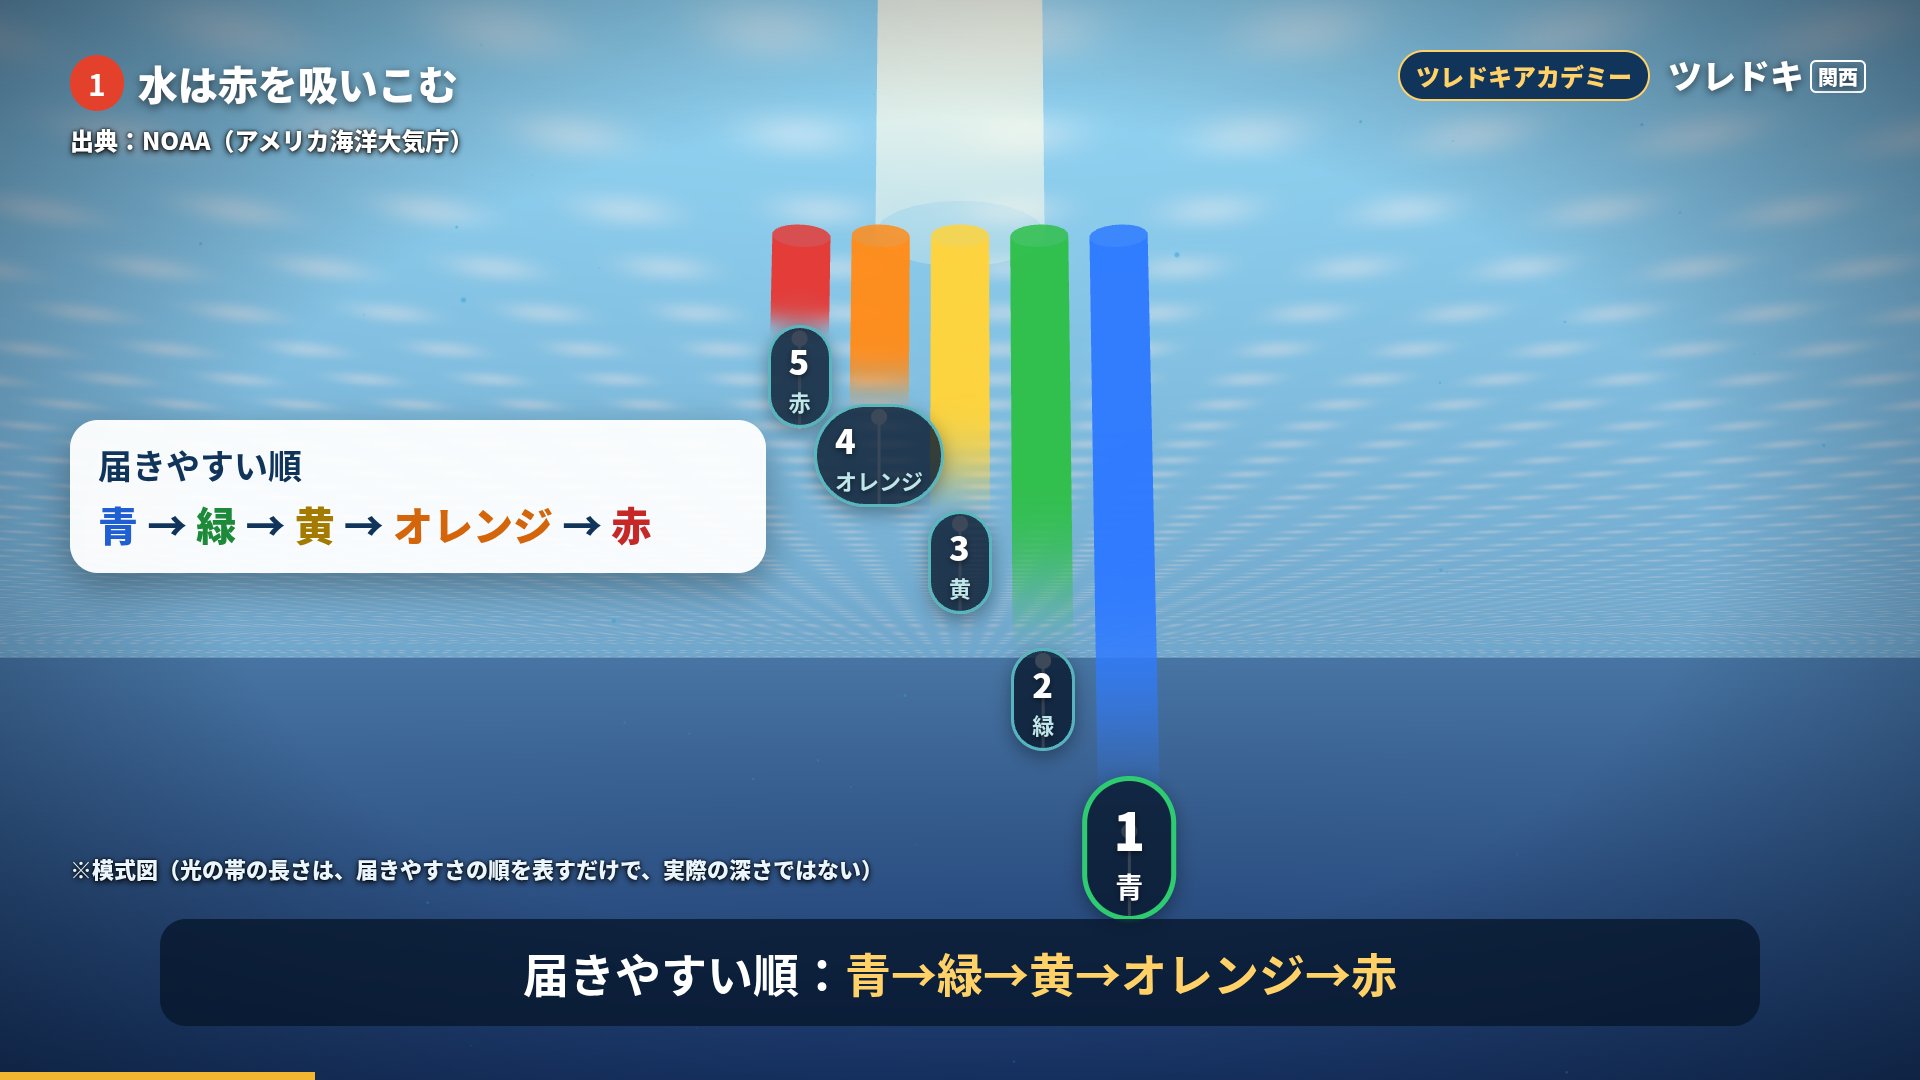 1 水は赤を吸いこむ
出典：NOAA（アメリカ海洋大気庁）
ツレドキアカデミー ツレドキ 関西
5
赤
4
オレンジ
3
黄
2
緑
1
青
届きやすい順
青→緑→黄→オレンジ→赤
※模式図（光の帯の長さは、届きやすさの順を表すだけで、実際の深さではない）
届きやすい順：青→緑→黄→オレンジ→赤